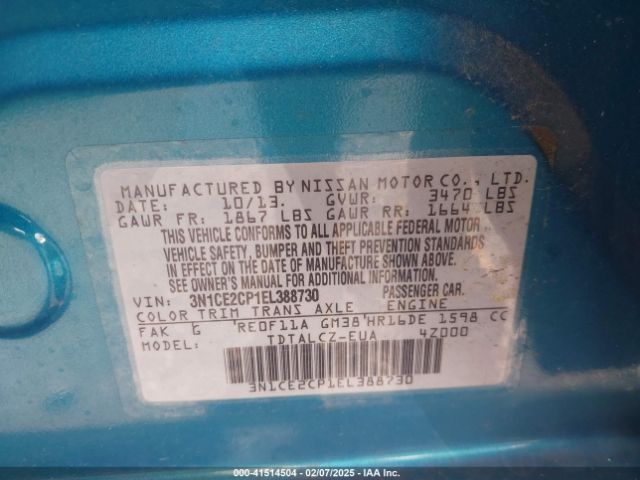 MANUFACTURED BY NISSAN MOTOR CO., LTD.
DATE: 10/13. GVWR: 3470 LBS
GAWR FR: 1867 LBS GAWR RR: 1664 LBS
THIS VEHICLE CONFORMS TO ALL APPLICABLE FEDERAL MOTOR
VEHICLE SAFETY, BUMPER AND THEFT PREVENTION STANDARDS
IN EFFECT ON THE DATE OF MANUFACTURE SHOWN ABOVE.
SEE OWNER'S MANUAL FOR ADDITIONAL INFORMATION.
VIN: 3N1CE2CP1EL388730 PASSENGER CAR.
COLOR TRIM TRANS AXLE ENGINE
FAK G RE0F11A GM38 HR16DE 1598 CC
MODEL: TDTALCZ-EUA 4Z000
3N1CE2CP1EL388730
000-41514504 - 02/07/2025 - IAA Inc.